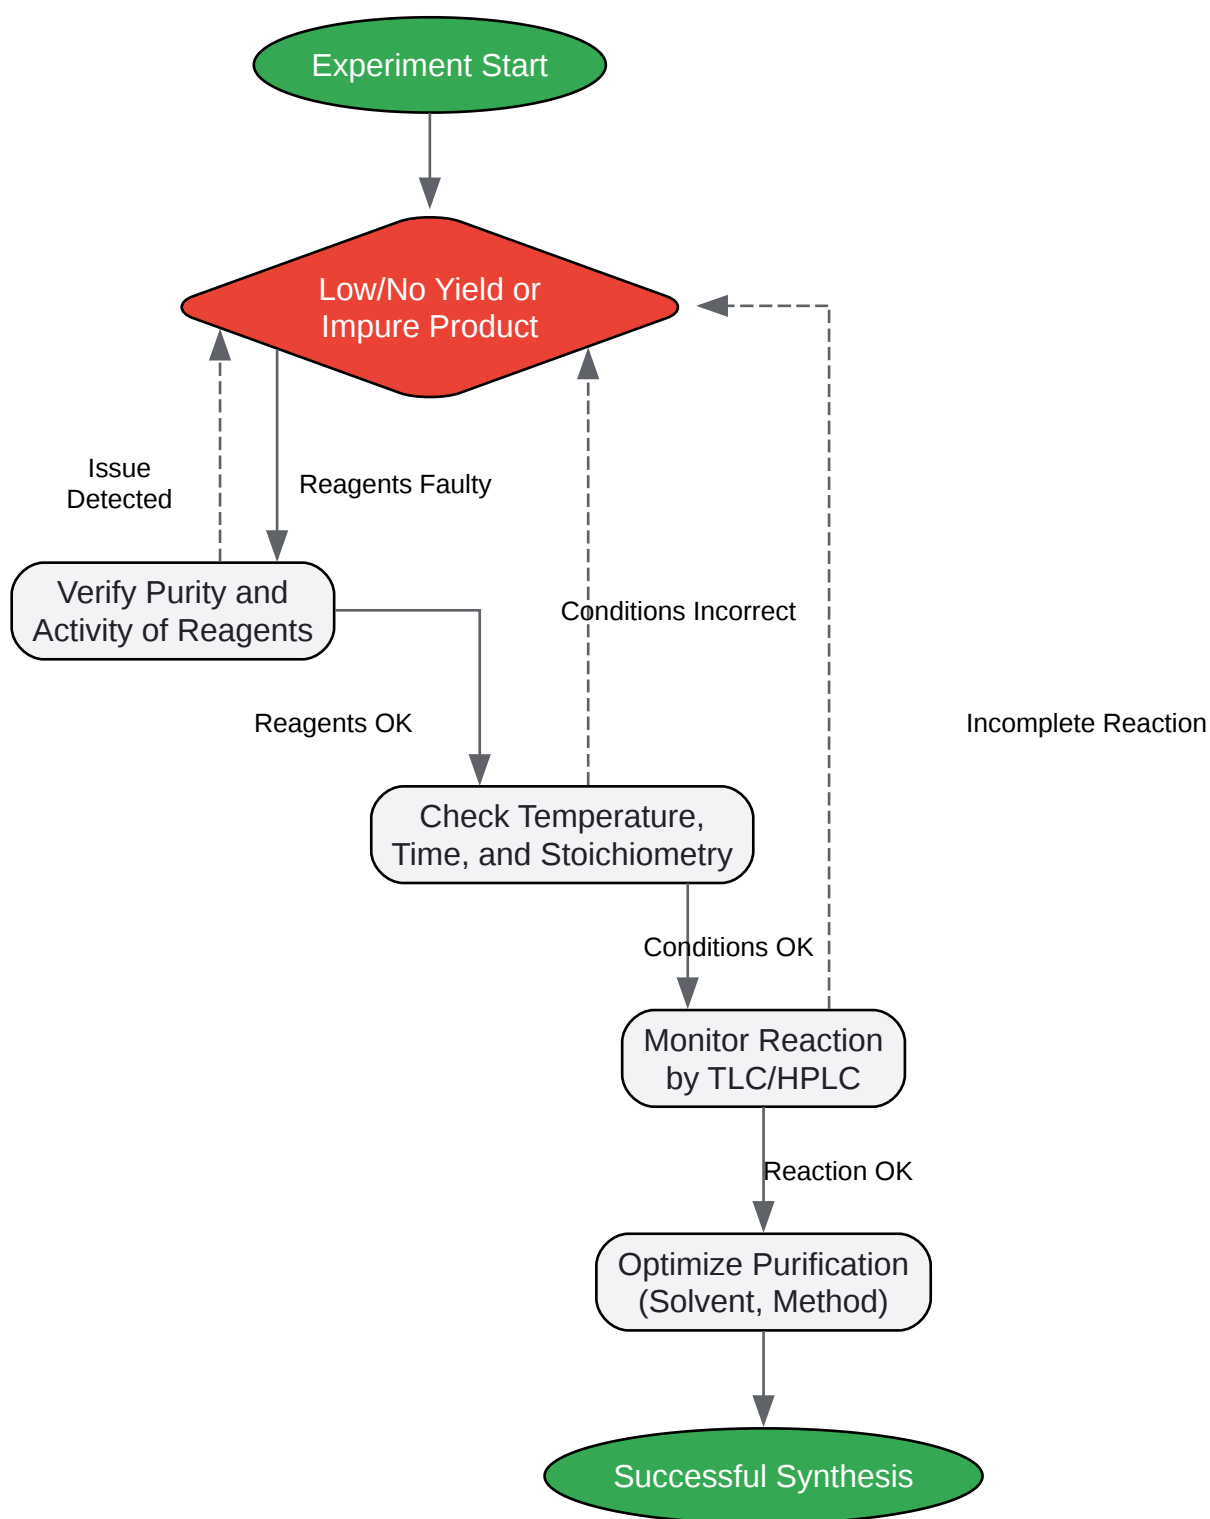 Experiment Start
Low/No Yield or
Impure Product
Issue
Detected
Reagents Faulty
Verify Purity and
Activity of Reagents
Conditions Incorrect
Reagents OK
Incomplete Reaction
Check Temperature,
Time, and Stoichiometry
Conditions OK
Monitor Reaction
by TLC/HPLC
Reaction OK
Optimize Purification
(Solvent, Method)
Successful Synthesis